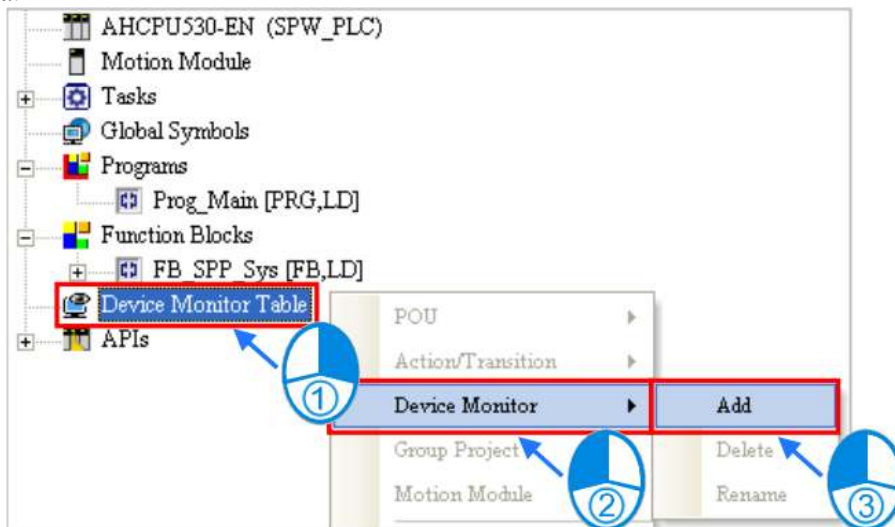 AHCPU530-EN (SPW_PLC)
Motion Module
Tasks
Global Symbols
Programs
Prog_Main [PRG,LD]
Function Blocks
FB_SPP_Sys [FB,LD]
Device Monitor Table
APIs
POU
Action/Transition
Device Monitor
Group Project
Motion Module
Add
Delete
Rename
①
②
③